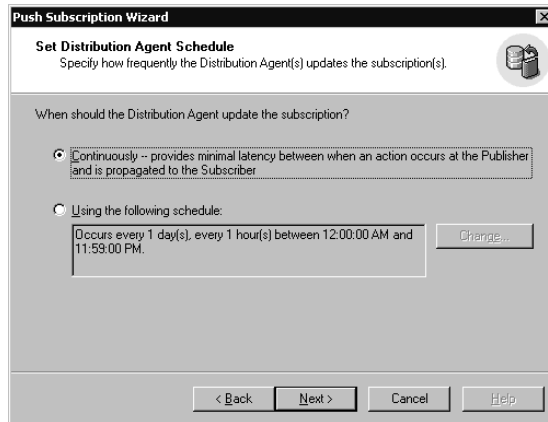 Push Subscription Wizard
Set Distribution Agent Schedule
Specify how frequently the Distribution Agent(s) updates the subscription(s).
When should the Distribution Agent update the subscription?
Continuously -- provides minimal latency between when an action occurs at the Publisher
and is propagated to the Subscriber
Using the following schedule:
Occurs every 1 day(s), every 1 hour(s) between 12:00:00 AM and
11:59:00 PM.
Change...
< Back
Next >
Cancel
Help